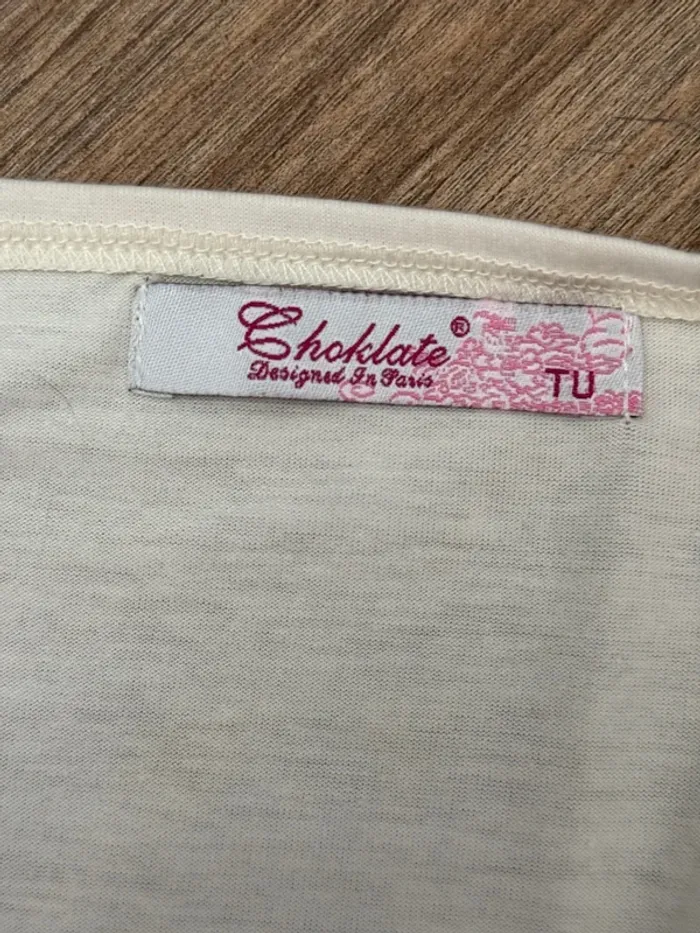 Choklate®
Designed In Paris
TU